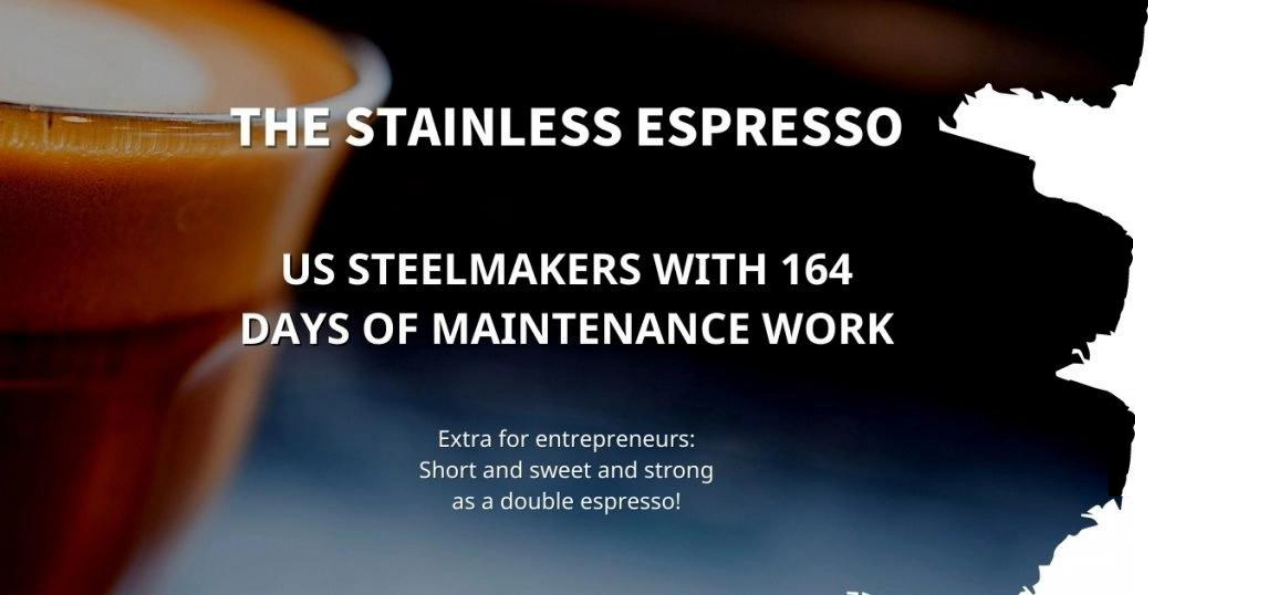 THE STAINLESS ESPRESSO
US STEELMAKERS WITH 164
DAYS OF MAINTENANCE WORK
Extra for entrepreneurs:
Short and sweet and strong
as a double espresso!